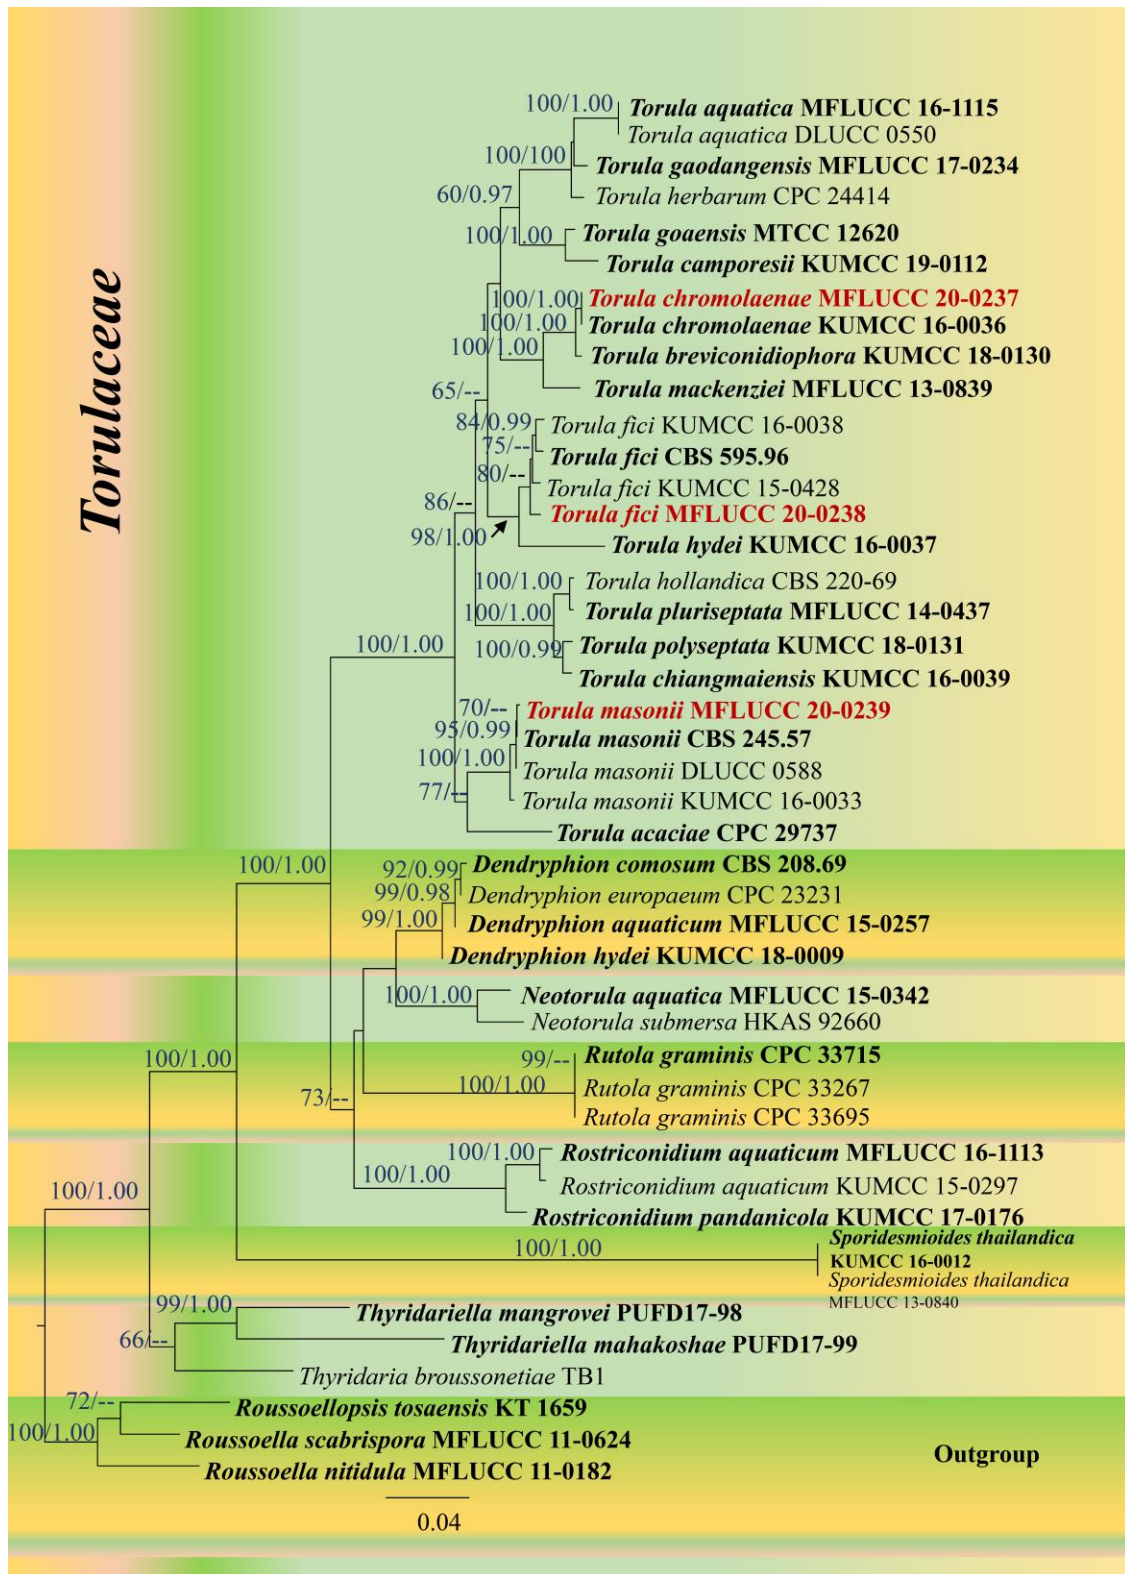 Torulaceae
100/1.00
Torula aquatica MFLUCC 16-1115
Torula aquatica DLUCC 0550
100/100
Torula gaodangensis MFLUCC 17-0234
60/0.97
Torula herbarum CPC 24414
100/1.00
Torula goaensis MTCC 12620
Torula camporesii KUMCC 19-0112
100/1.00
Torula chromolaenae MFLUCC 20-0237
100/1.00
Torula chromolaenae KUMCC 16-0036
100/1.00
Torula breviconidiophora KUMCC 18-0130
65/--
Torula mackenziei MFLUCC 13-0839
84/0.99
Torula fici KUMCC 16-0038
75/--
Torula fici CBS 595.96
80/--
Torula fici KUMCC 15-0428
86/--
Torula fici MFLUCC 20-0238
98/1.00
Torula hydei KUMCC 16-0037
100/1.00
Torula hollandica CBS 220-69
100/1.00
Torula pluriseptata MFLUCC 14-0437
100/1.00
100/0.99
Torula polyseptata KUMCC 18-0131
Torula chiangmaiensis KUMCC 16-0039
70/--
Torula masonii MFLUCC 20-0239
95/0.99
Torula masonii CBS 245.57
100/1.00
Torula masonii DLUCC 0588
77/--
Torula masonii KUMCC 16-0033
Torula acaciae CPC 29737
100/1.00
92/0.99
Dendryphion comosum CBS 208.69
99/0.98
Dendryphion europaeum CPC 23231
99/1.00
Dendryphion aquaticum MFLUCC 15-0257
Dendryphion hydei KUMCC 18-0009
100/1.00
Neotorula aquatica MFLUCC 15-0342
Neotorula submersa HKAS 92660
100/1.00
99/--
Rutola graminis CPC 33715
100/1.00
Rutola graminis CPC 33267
73/--
Rutola graminis CPC 33695
100/1.00
Rostriconidium aquaticum MFLUCC 16-1113
100/1.00
Rostriconidium aquaticum KUMCC 15-0297
100/1.00
Rostriconidium pandanicola KUMCC 17-0176
100/1.00
Sporidesmioides thailandica
KUMCC 16-0012
Sporidesmioides thailandica
MFLUCC 13-0840
99/1.00
Thyridariella mangrovei PUFD17-98
66/--
Thyridariella mahakoshae PUFD17-99
Thyridaria broussonetiae TB1
72/--
Roussoellopsis tosaensis KT 1659
100/1.00
Roussoella scabrispora MFLUCC 11-0624
Outgroup
Roussoella nitidula MFLUCC 11-0182
0.04